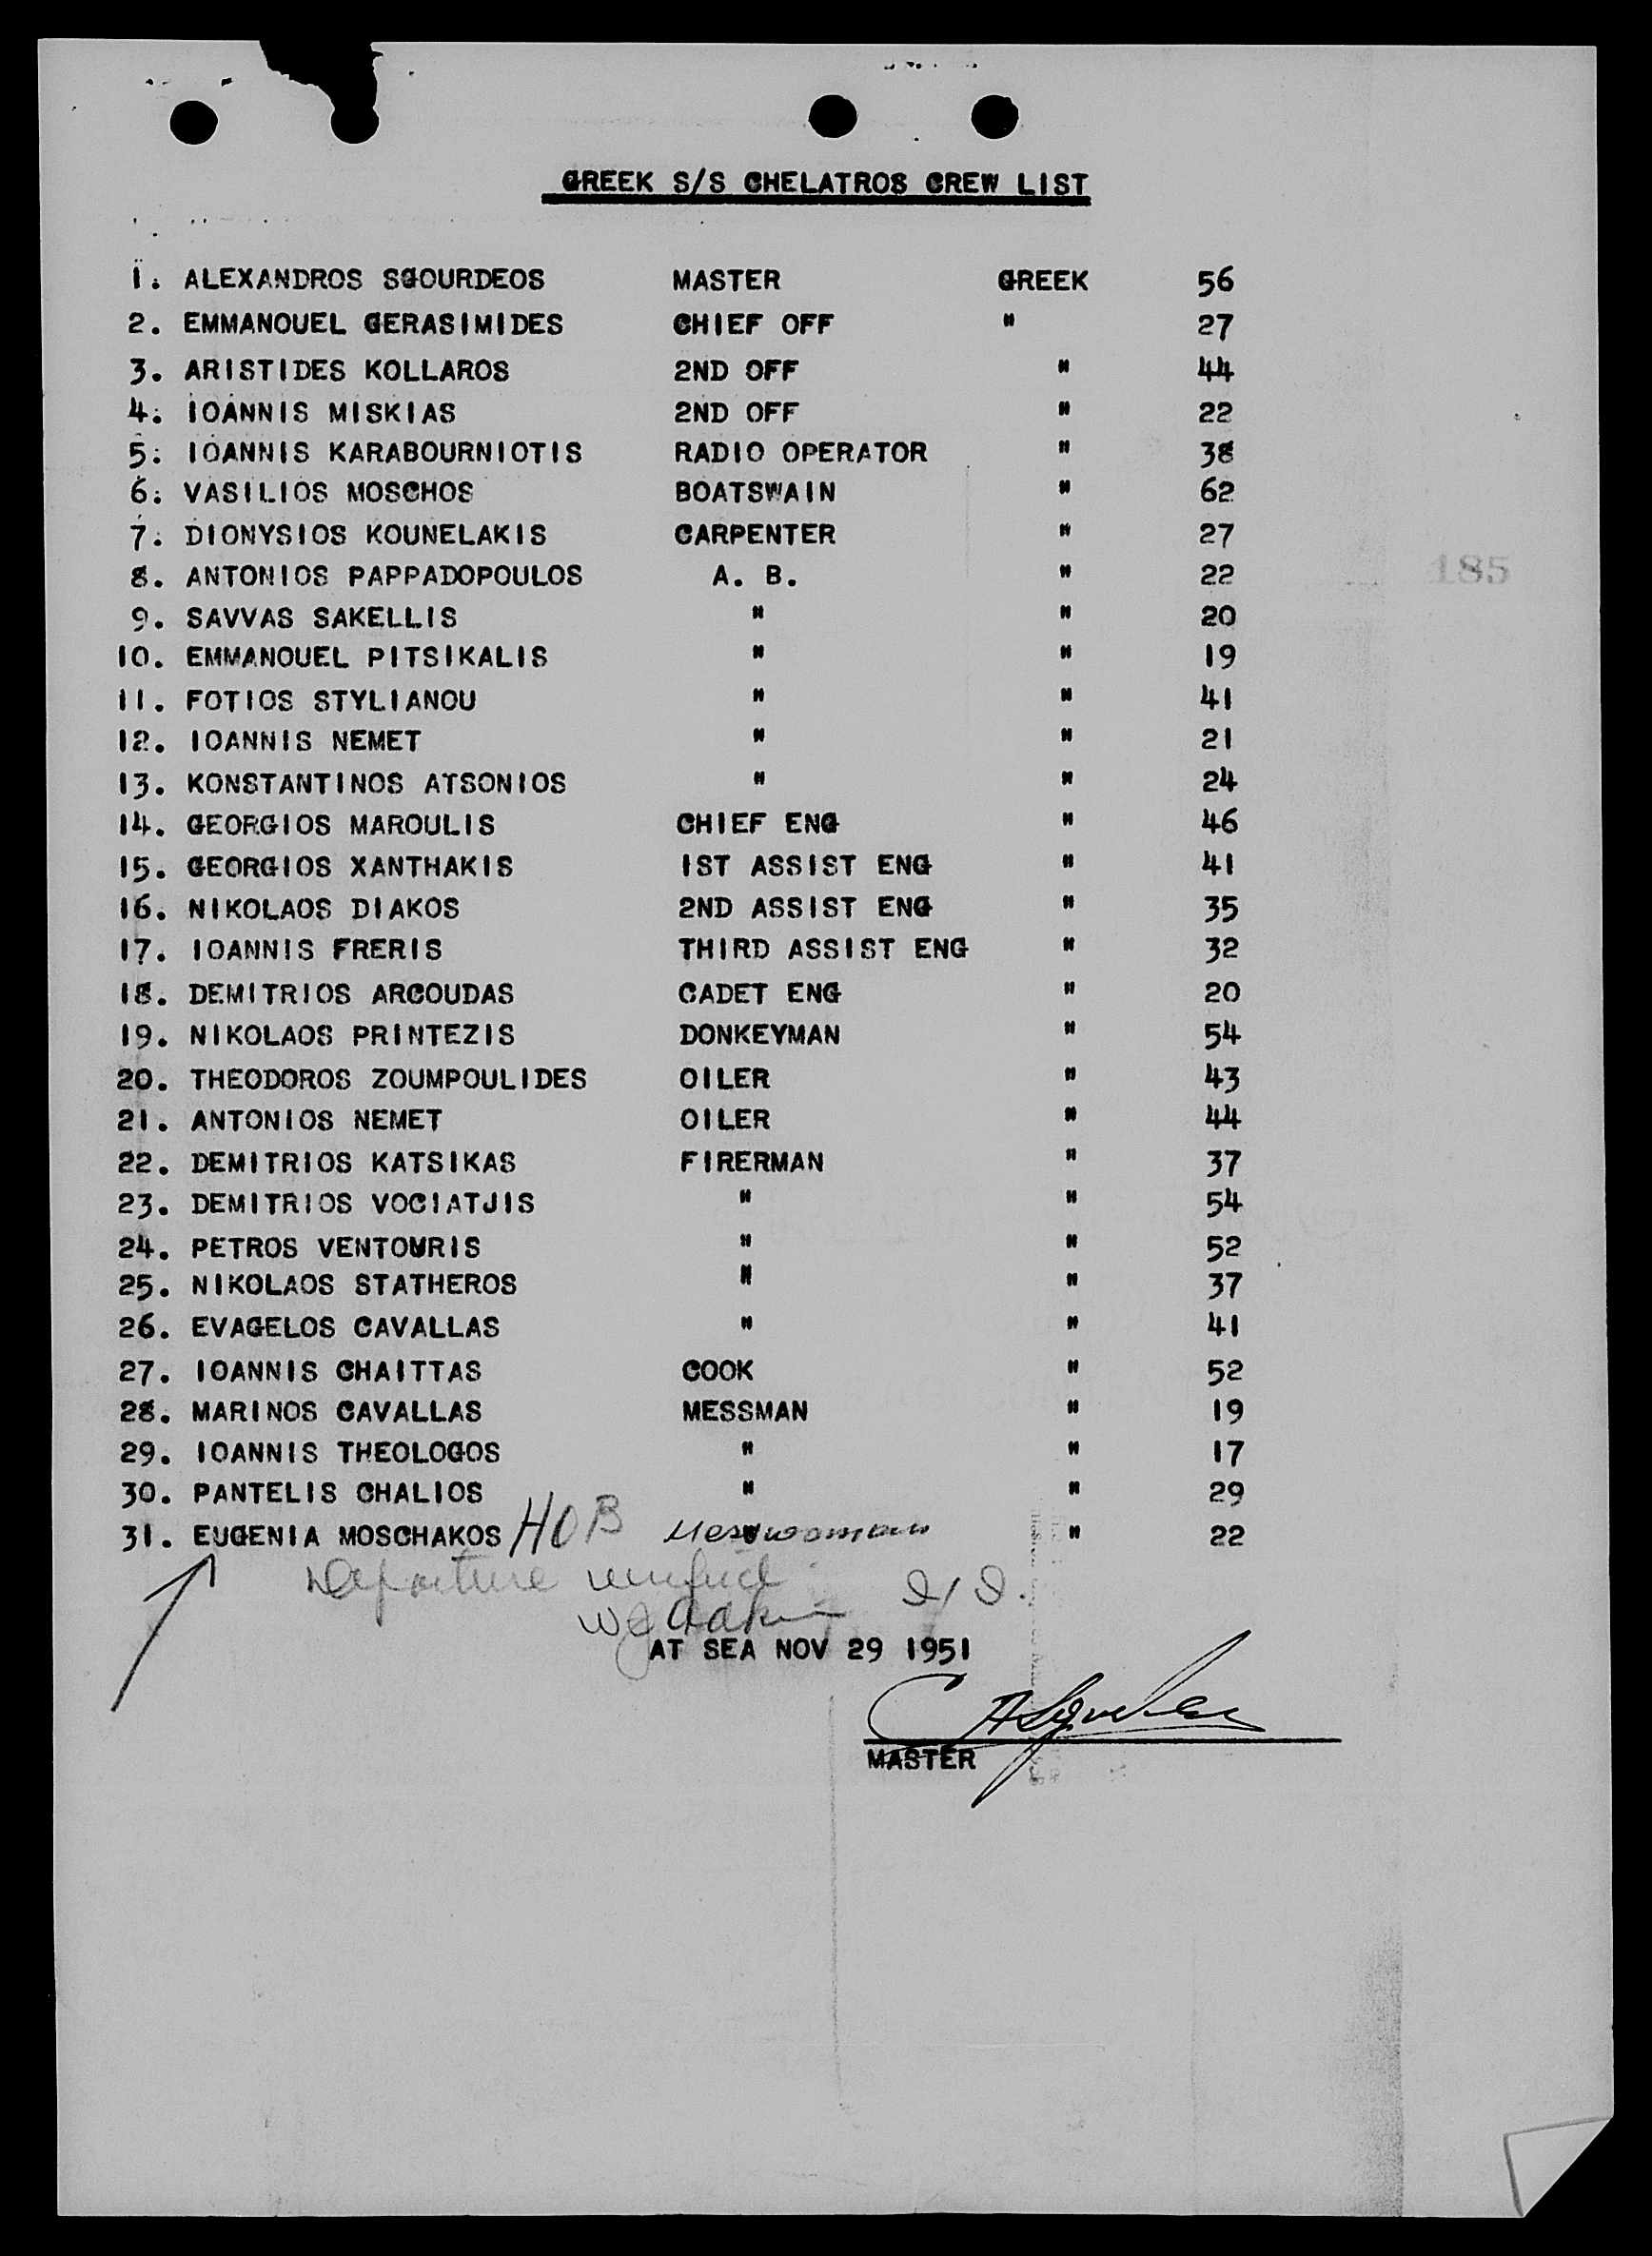 GREEK S/S CHELATROS CREW LIST
1. ALEXANDROS SGOURDEOS MASTER GREEK 56
2. EMMANOUEL GERASIMIDES CHIEF OFF " 27
3. ARISTIDES KOLLAROS 2ND OFF " 44
4. IOANNIS MISKIAS 2ND OFF " 22
5. IOANNIS KARABOURNIOTIS RADIO OPERATOR " 38
6. VASILIOS MOSCHOS BOATSWAIN " 62
7. DIONYSIOS KOUNELAKIS CARPENTER " 27
8. ANTONIOS PAPPADOPOULOS A. B. " 22
185
9. SAVVAS SAKELLIS " " 20
10. EMMANOUEL PITSIKALIS " " 19
11. FOTIOS STYLIANOU " " 41
12. IOANNIS NEMET " " 21
13. KONSTANTINOS ATSONIOS " " 24
14. GEORGIOS MAROULIS CHIEF ENG " 46
15. GEORGIOS XANTHAKIS 1ST ASSIST ENG " 41
16. NIKOLAOS DIAKOS 2ND ASSIST ENG " 35
17. IOANNIS FRERIS THIRD ASSIST ENG " 32
18. DEMITRIOS ARCOUDAS CADET ENG " 20
19. NIKOLAOS PRINTEZIS DONKEYMAN " 54
20. THEODOROS ZOUMPOULIDES OILER " 43
21. ANTONIOS NEMET OILER " 44
22. DEMITRIOS KATSIKAS FIRERMAN " 37
23. DEMITRIOS VOCIATJIS " " 54
24. PETROS VENTOURIS " " 52
25. NIKOLAOS STATHEROS " " 37
26. EVAGELOS CAVALLAS " " 41
27. IOANNIS CHAITTAS COOK " 52
28. MARINOS CAVALLAS MESSMAN " 19
29. IOANNIS THEOLOGOS " " 17
30. PANTELIS CHALIOS " " 29
31. EUGENIA MOSCHAKOS HOB Messwoman " 22
Departure verified
AT SEA NOV 29 1951
MASTER